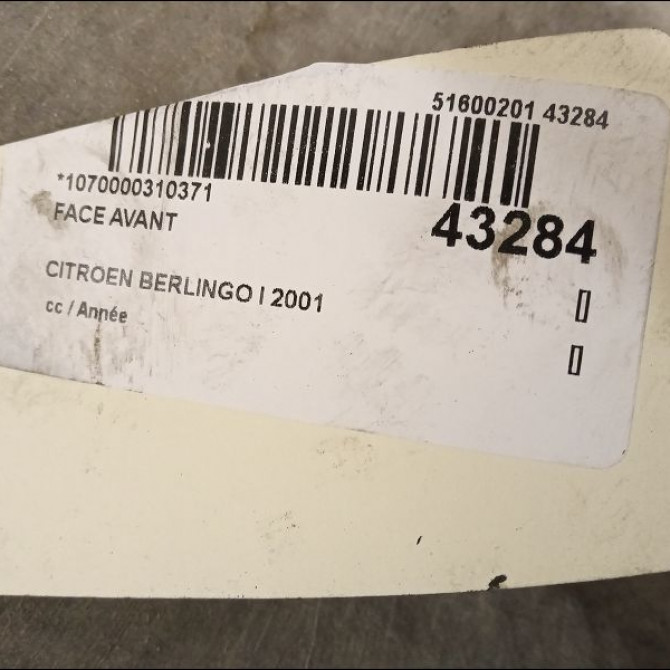 51600201 43284
*1070000310371
FACE AVANT
43284
CITROEN BERLINGO I 2001
cc / Année